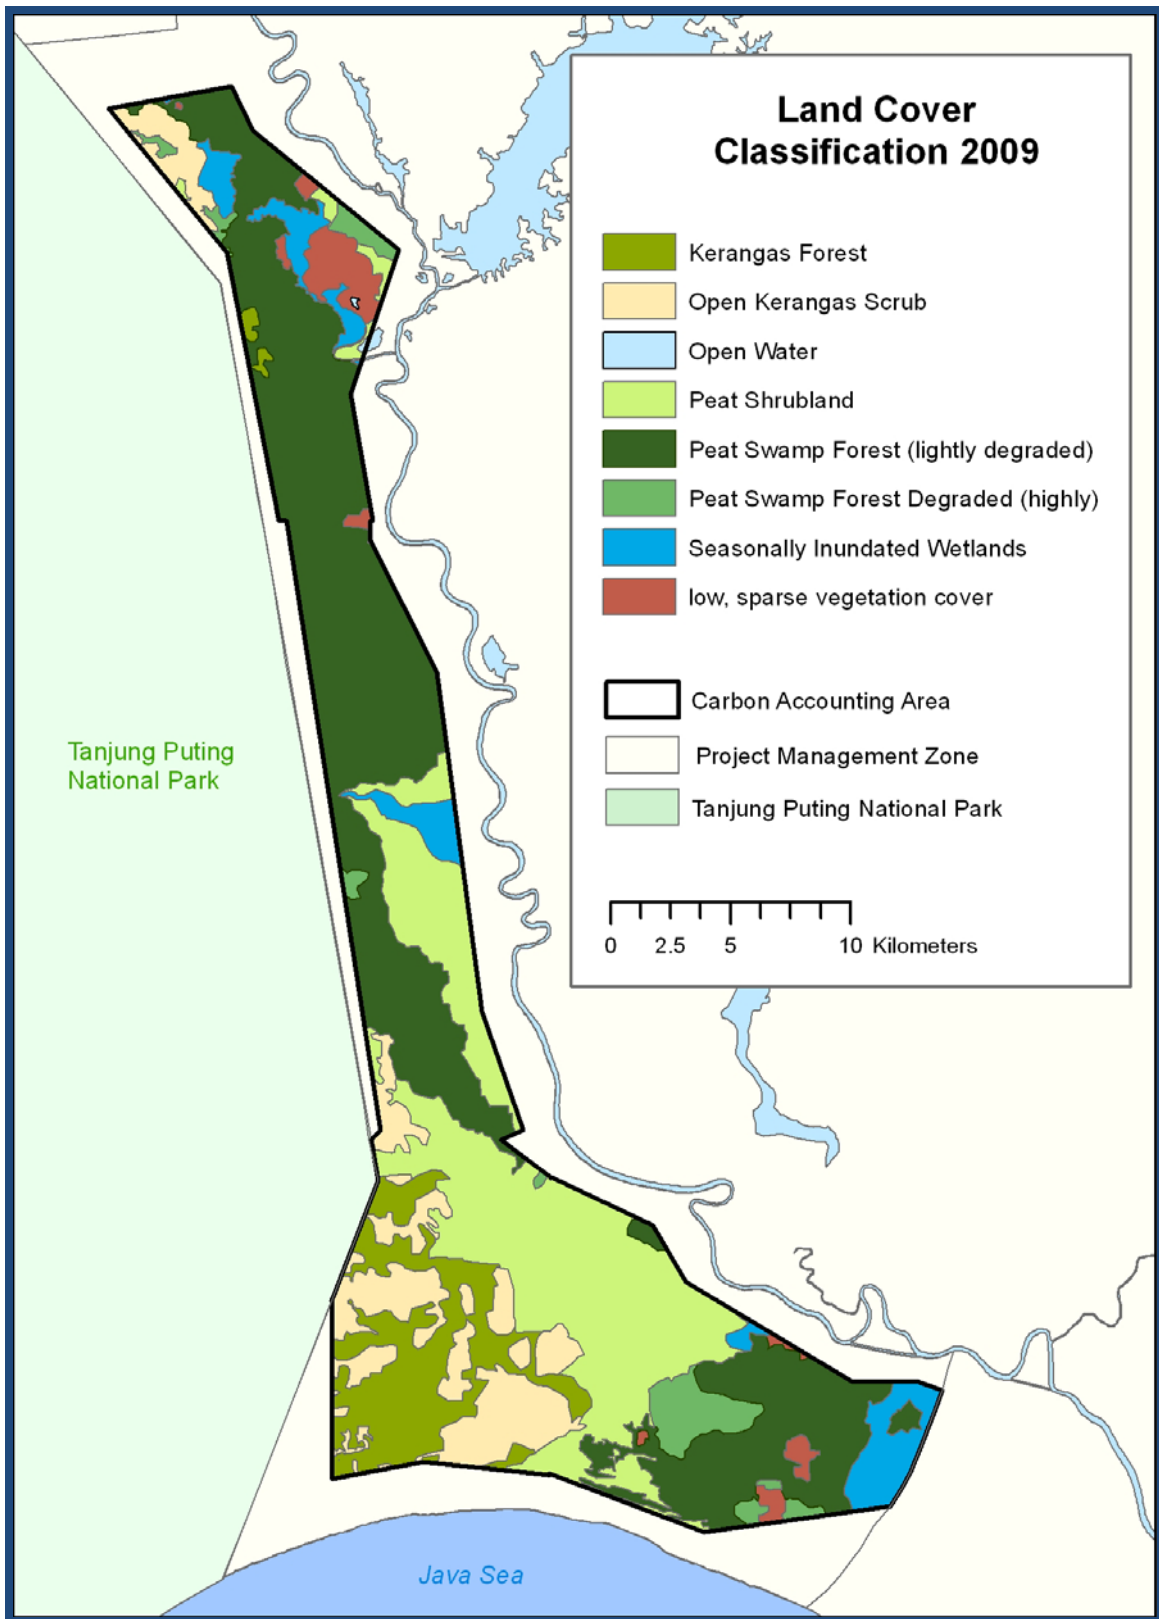 Land Cover
Classification 2009
Kerangas Forest
Open Kerangas Scrub
Open Water
Peat Shrubland
Peat Swamp Forest (lightly degraded)
Peat Swamp Forest Degraded (highly)
Seasonally Inundated Wetlands
low, sparse vegetation cover
Carbon Accounting Area
Project Management Zone
Tanjung Puting National Park
0 2.5 5 10 Kilometers
Tanjung Puting
National Park
Java Sea